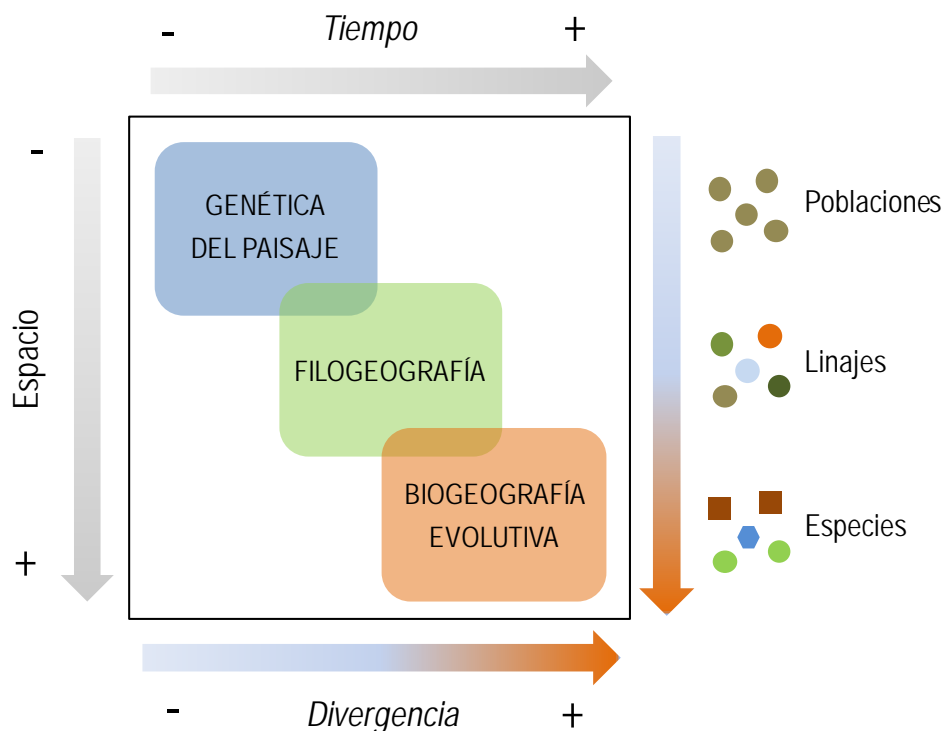 - Tiempo +
-
GENÉTICA
DEL PAISAJE
Poblaciones
Espacio
FILOGEOGRAFÍA
Linajes
BIOGEOGRAFÍA
EVOLUTIVA
Especies
+
- Divergencia +